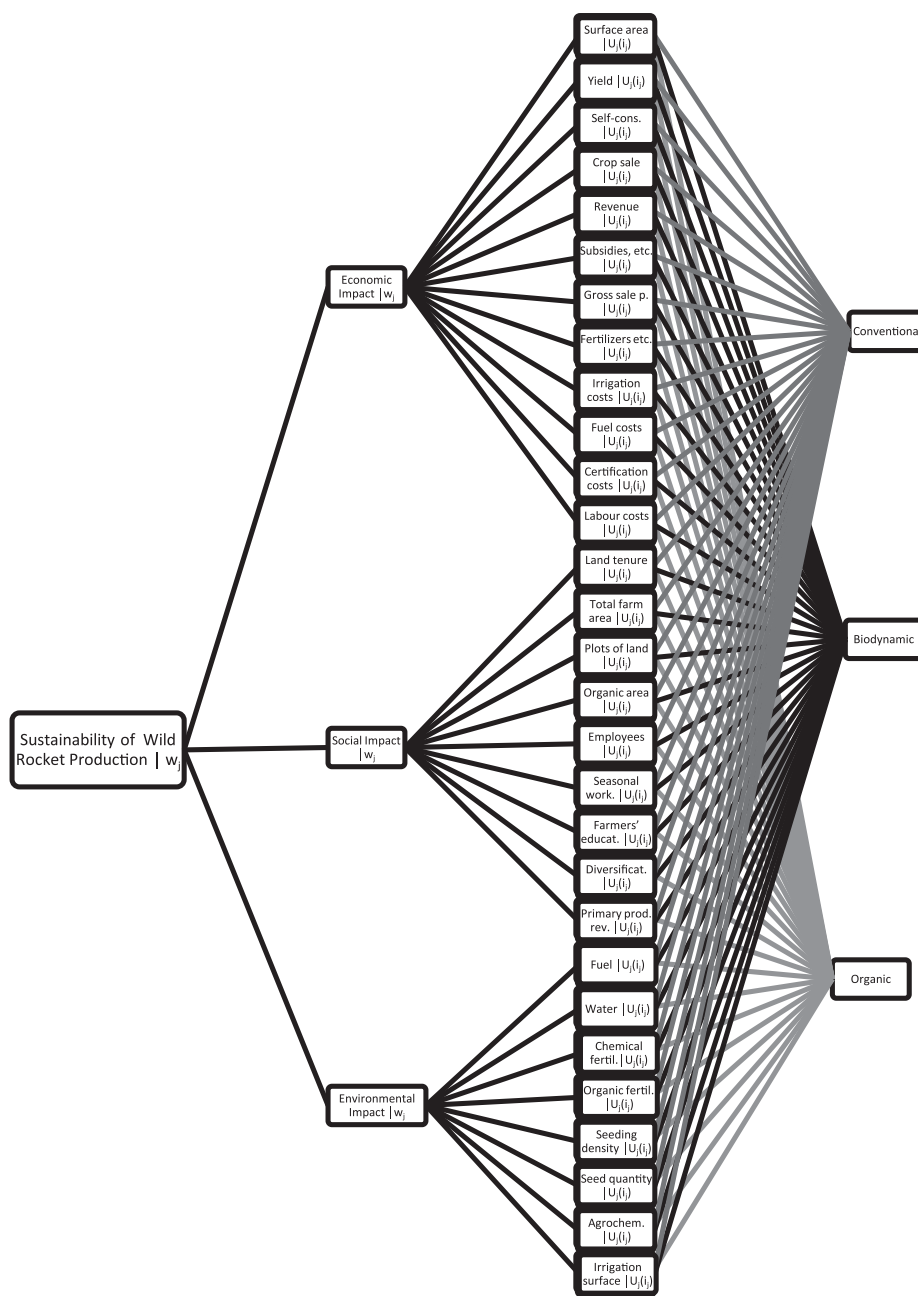 Sustainability of Wild
Rocket Production | wj
Economic
Impact | wj
Social Impact
| wj
Environmental
Impact | wj
Surface area
| Uj(ij)
Yield | Uj(ij)
Self-cons.
| Uj(ij)
Crop sale
| Uj(ij)
Revenue
| Uj(ij)
Subsidies, etc.
| Uj(ij)
Gross sale p.
| Uj(ij)
Fertilizers etc.
| Uj(ij)
Irrigation
costs | Uj(ij)
Fuel costs
| Uj(ij)
Certification
costs | Uj(ij)
Labour costs
| Uj(ij)
Land tenure
| Uj(ij)
Total farm
area | Uj(ij)
Plots of land
| Uj(ij)
Organic area
| Uj(ij)
Employees
| Uj(ij)
Seasonal
work. | Uj(ij)
Farmers'
educat. | Uj(ij)
Diversificat.
| Uj(ij)
Primary prod.
rev. | Uj(ij)
Fuel | Uj(ij)
Water | Uj(ij)
Chemical
fertil. | Uj(ij)
Organic fertil.
| Uj(ij)
Seeding
density | Uj(ij)
Seed quantity
| Uj(ij)
Agrochem.
| Uj(ij)
Irrigation
surface | Uj(ij)
Conventiona
Biodynamic
Organic